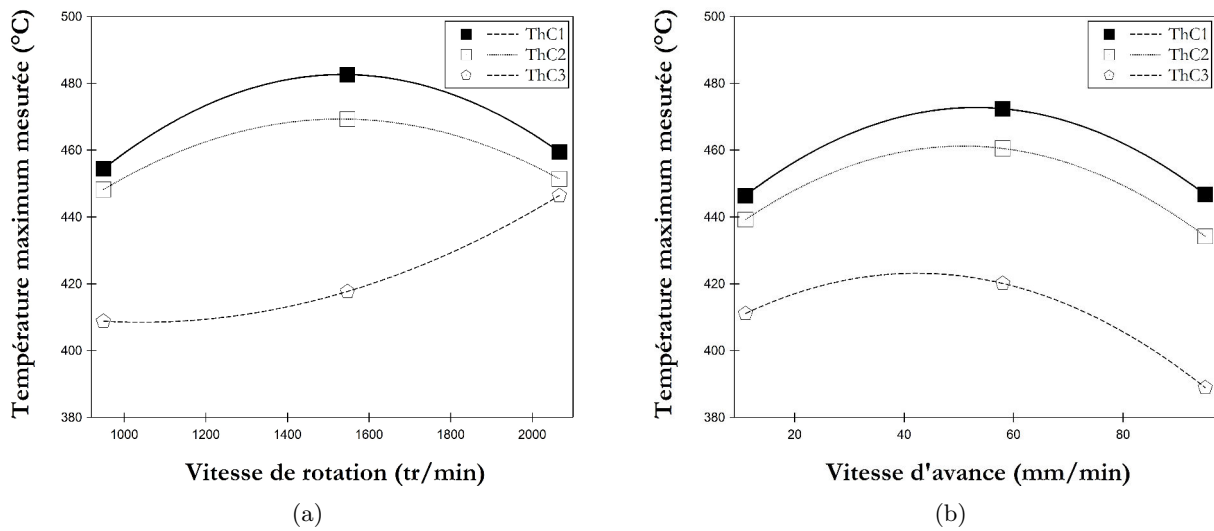 Température maximum mesurée (°C)
500
480
460
440
420
400
380
1000
1200
1400
1600
1800
2000
ThC1
ThC2
ThC3
Vitesse de rotation (tr/min)
(a)
Température maximum mesurée (°C)
500
480
460
440
420
400
380
20
40
60
80
ThC1
ThC2
ThC3
Vitesse d'avance (mm/min)
(b)